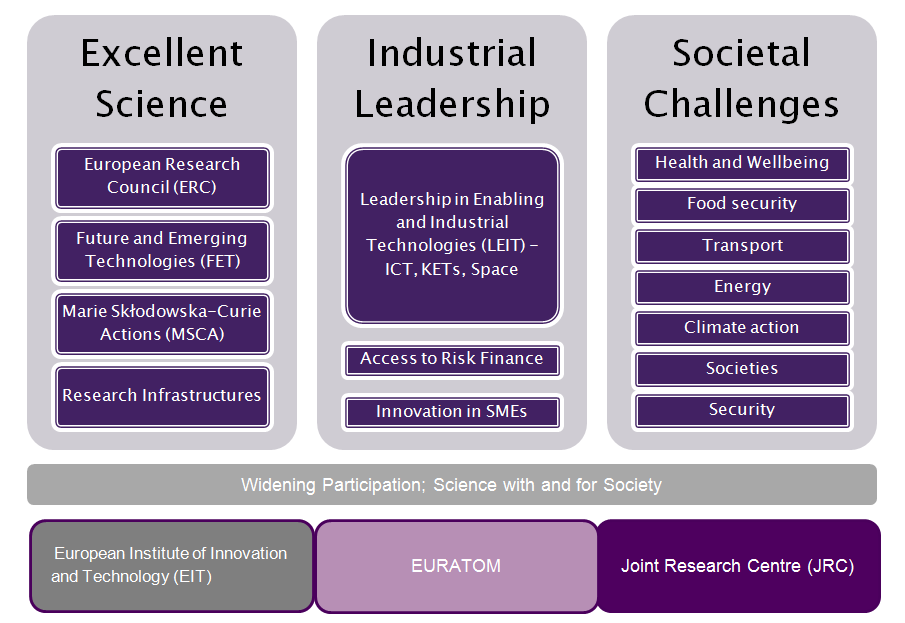 Excellent
Science
European Research
Council (ERC)
Future and Emerging
Technologies (FET)
Marie Skłodowska-Curie
Actions (MSCA)
Research Infrastructures
Industrial
Leadership
Leadership in Enabling
and Industrial
Technologies (LEIT) –
ICT, KETs, Space
Access to Risk Finance
Innovation in SMEs
Societal
Challenges
Health and Wellbeing
Food security
Transport
Energy
Climate action
Societies
Security
Widening Participation; Science with and for Society
European Institute of Innovation
and Technology (EIT)
EURATOM
Joint Research Centre (JRC)